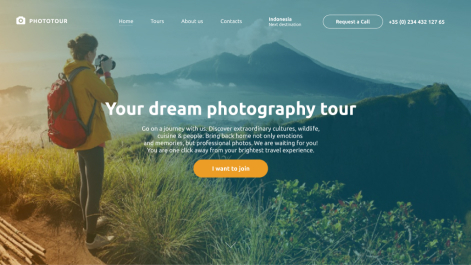 PHOTOTOUR
Home
Tours
About us
Contacts
Indonesia
Next destination
Request a Call
+35 (0) 234 432 127 65
Your dream photography tour
Go on a journey with us. Discover extraordinary cultures, wildlife,
cuisine & people. Bring back home not only emotions
and memories, but professional photos. We are waiting for you!
You are one click away from your brightest travel experience.
I want to join